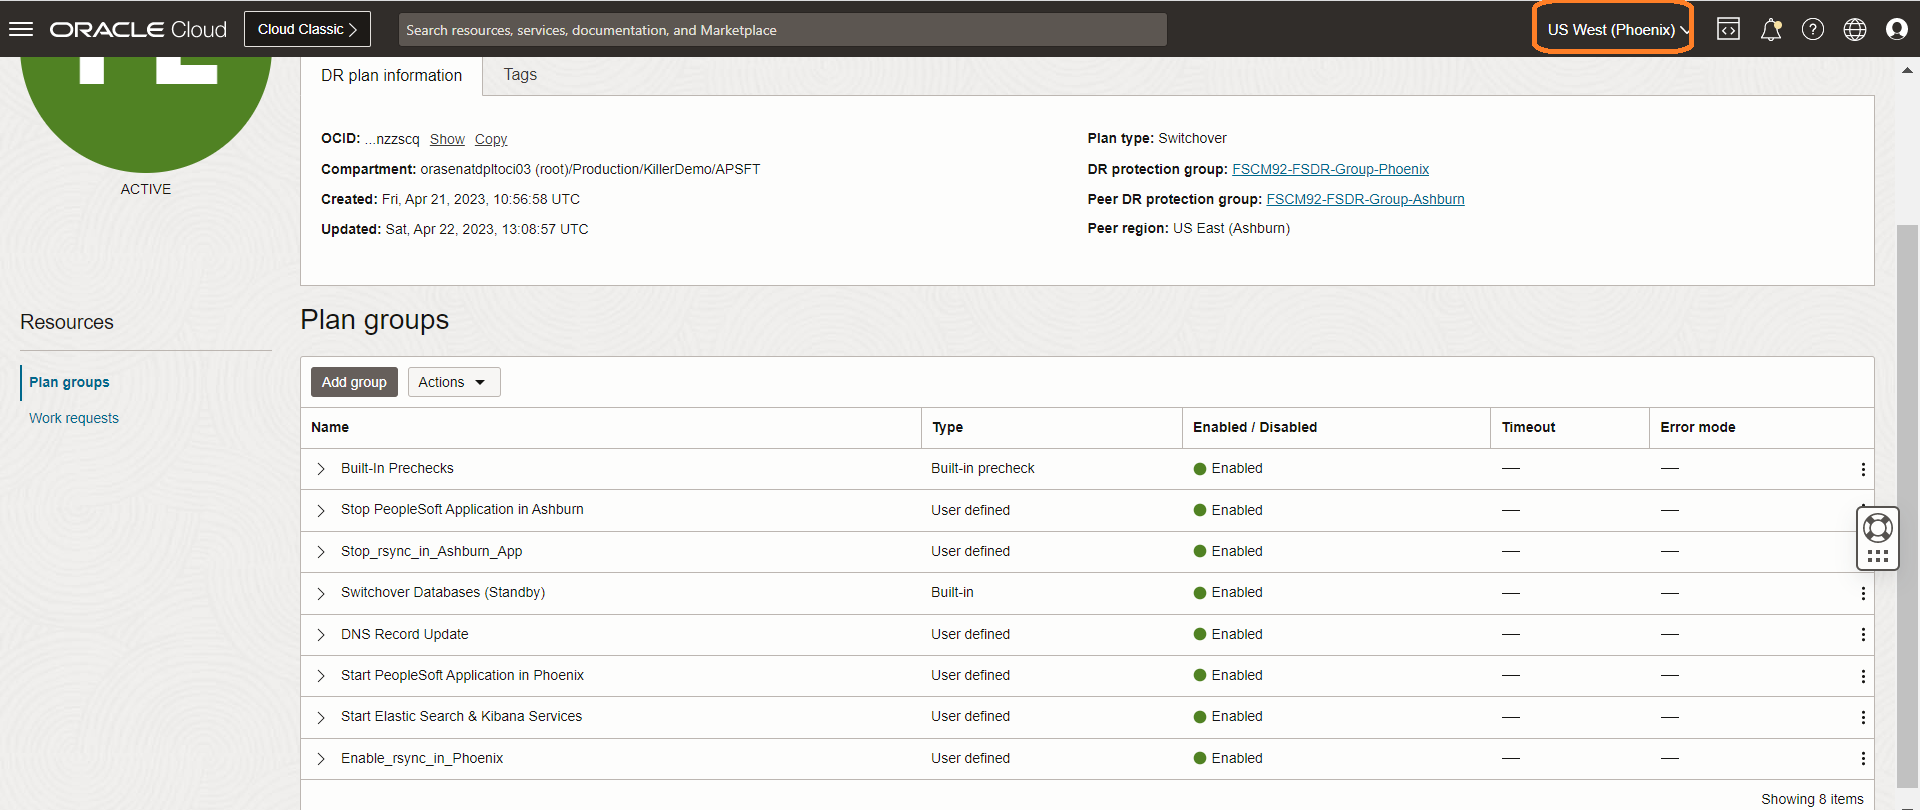 ORACLE Cloud
Cloud Classic
Search resources, services, documentation, and Marketplace
US West (Phoenix)
ACTIVE
DR plan information
Tags
OCID: ...nzzscq Show Copy
Compartment: orasenatdpltoci03 (root)/Production/KillerDemo/APSFT
Created: Fri, Apr 21, 2023, 10:56:58 UTC
Updated: Sat, Apr 22, 2023, 13:08:57 UTC
Plan type: Switchover
DR protection group: FSCM92-FSDR-Group-Phoenix
Peer DR protection group: FSCM92-FSDR-Group-Ashburn
Peer region: US East (Ashburn)
Resources
Plan groups
Work requests
Plan groups
Add group
Actions
Name Type Enabled / Disabled Timeout Error mode
Built-In Prechecks Built-in precheck Enabled — —
Stop PeopleSoft Application in Ashburn User defined Enabled — —
Stop_rsync_in_Ashburn_App User defined Enabled — —
Switchover Databases (Standby) Built-in Enabled — —
DNS Record Update User defined Enabled — —
Start PeopleSoft Application in Phoenix User defined Enabled — —
Start Elastic Search & Kibana Services User defined Enabled — —
Enable_rsync_in_Phoenix User defined Enabled — —
Showing 8 items